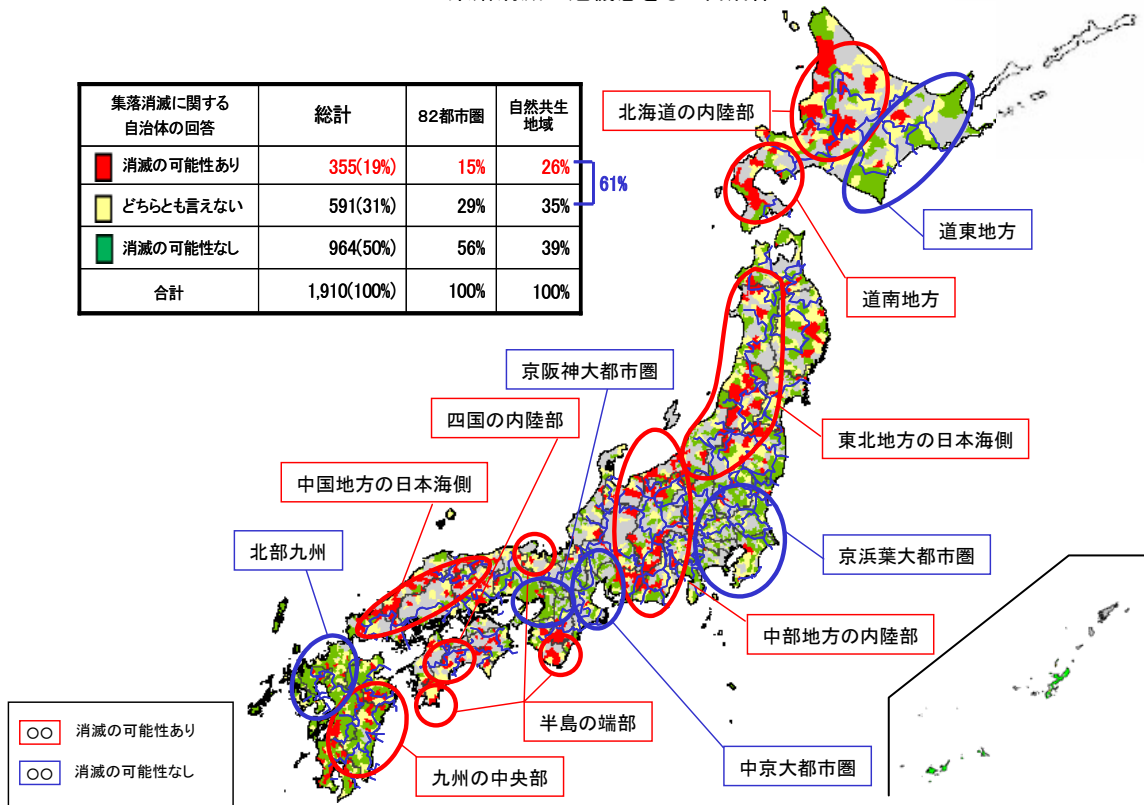 集落消滅に関する
自治体の回答
総計
82都市圏
自然共生
地域
消滅の可能性あり
355(19%)
15%
26%
どちらとも言えない
591(31%)
29%
35%
消滅の可能性なし
964(50%)
56%
39%
合計
1,910(100%)
100%
100%
61%
北海道の内陸部
道東地方
道南地方
京阪神大都市圏
四国の内陸部
東北地方の日本海側
中国地方の日本海側
北部九州
京浜葉大都市圏
中部地方の内陸部
半島の端部
中京大都市圏
九州の中央部
○○ 消滅の可能性あり
○○ 消滅の可能性なし